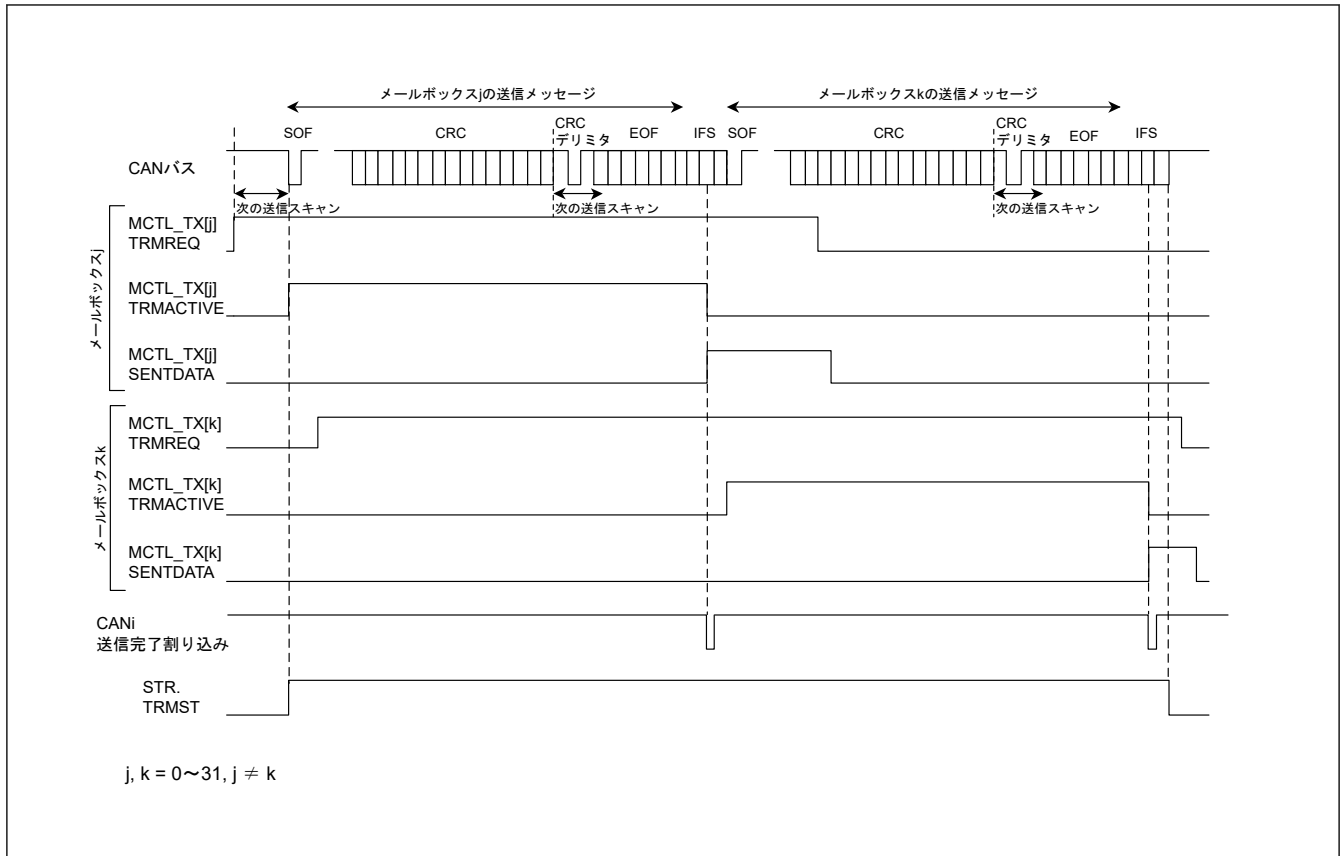 メールボックスjの送信メッセージ
メールボックスkの送信メッセージ
SOF
CRC
CRC
デリミタ
EOF
IFS
SOF
CRC
CRC
デリミタ
EOF
IFS
CANバス
次の送信スキャン
次の送信スキャン
次の送信スキャン
メールボックスj
MCTL_TX[j]
TRMREQ
MCTL_TX[j]
TRMACTIVE
MCTL_TX[j]
SENTDATA
メールボックスk
MCTL_TX[k]
TRMREQ
MCTL_TX[k]
TRMACTIVE
MCTL_TX[k]
SENTDATA
CANi
送信完了割り込み
STR.
TRMST
j, k = 0～31, j ≠ k